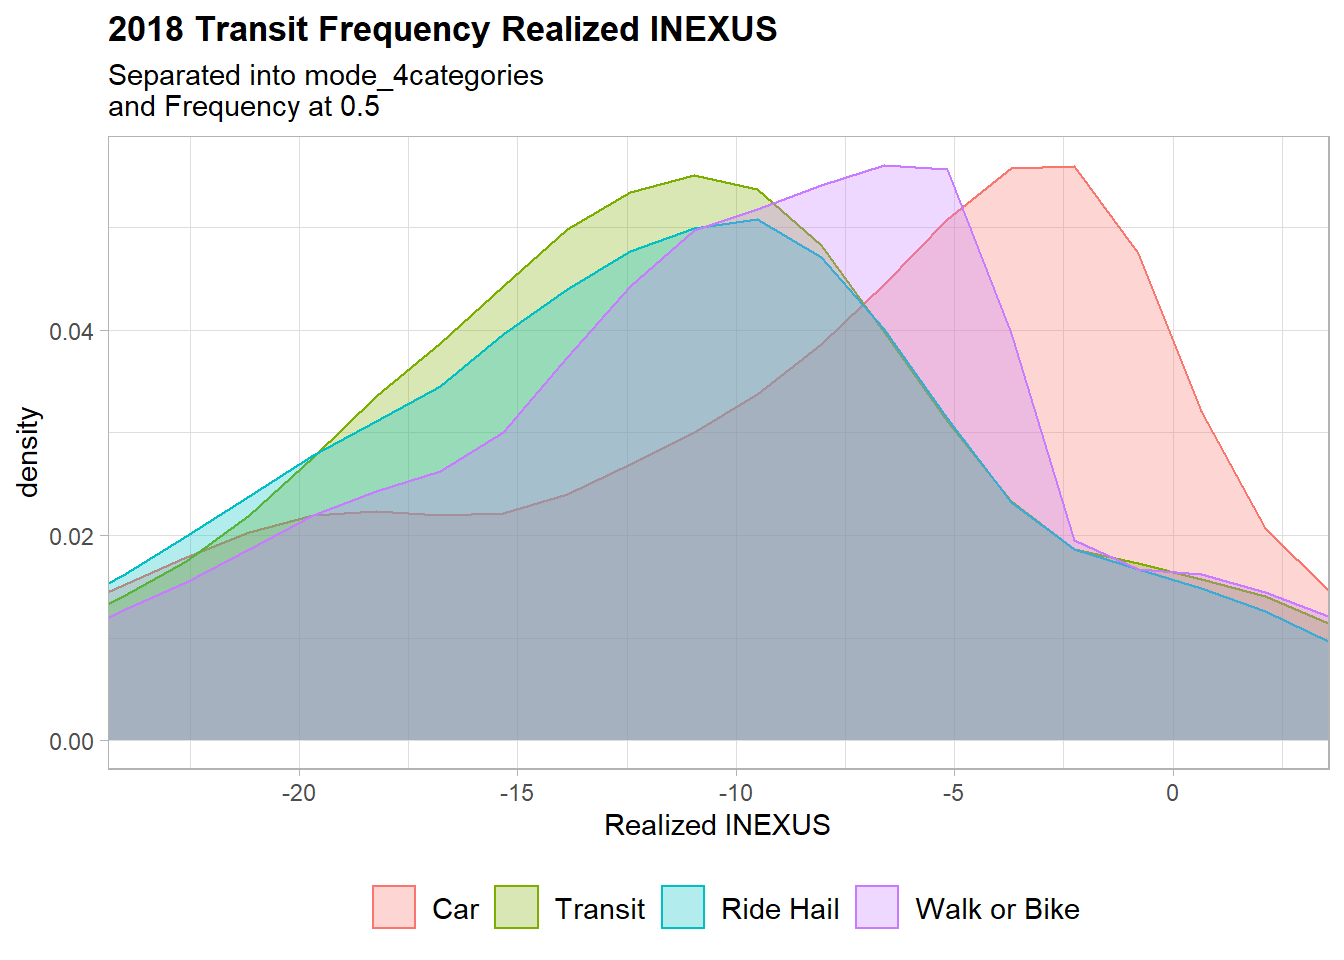 2018 Transit Frequency Realized INEXUS
Separated into mode_4categories
and Frequency at 0.5
density
0.04
0.02
0.00
-20 -15 -10 -5 0
Realized INEXUS
Car Transit Ride Hail Walk or Bike